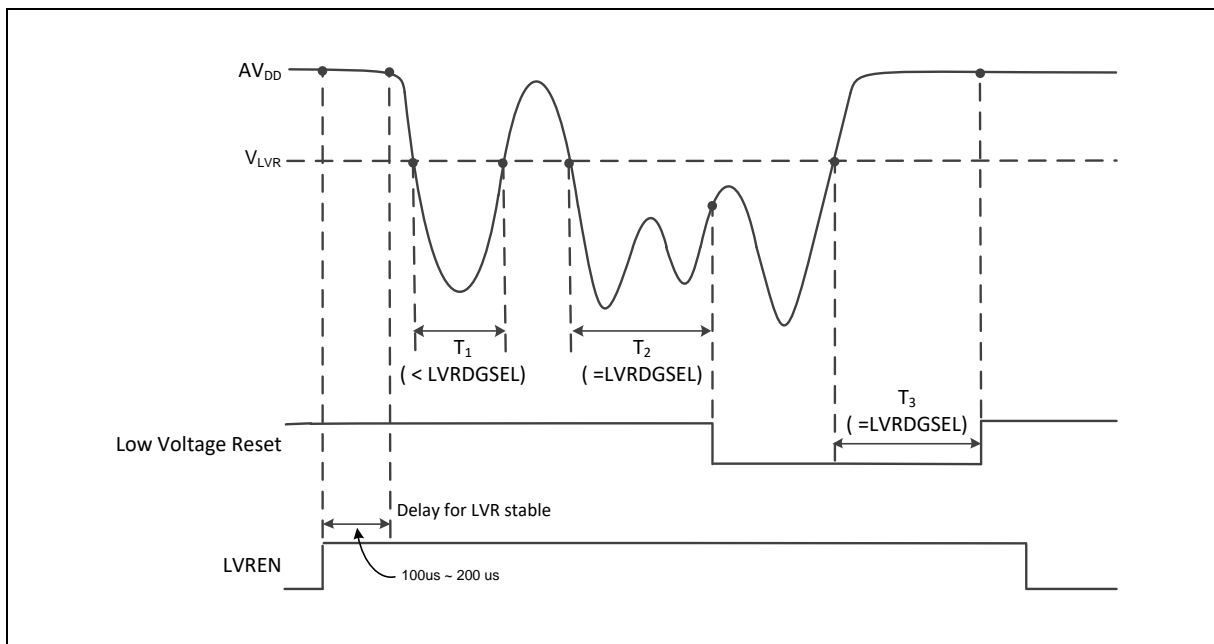 AVDD
VLVR
T1
( < LVRDGSEL)
T2
( =LVRDGSEL)
T3
( =LVRDGSEL)
Low Voltage Reset
Delay for LVR stable
LVREN
100us ~ 200 us